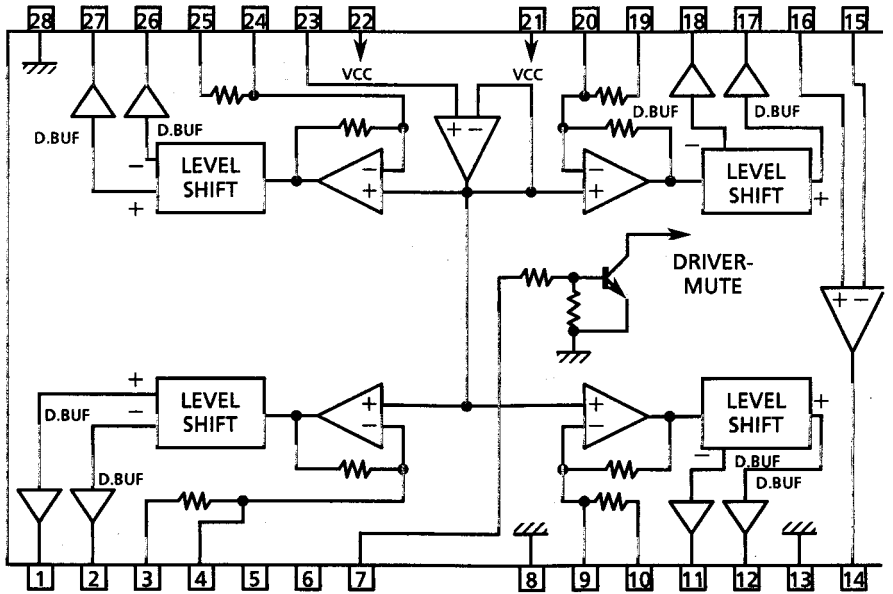 28 27 26 25 24 23 22 21 20 19 18 17 16 15
VCC VCC
D.BUF D.BUF
D.BUF D.BUF
LEVEL
SHIFT
− +
+ −
− +
− +
LEVEL
SHIFT
− +
DRIVER-
MUTE
+ −
LEVEL
SHIFT
+ −
D.BUF
D.BUF
+ −
+ −
LEVEL
SHIFT
+ −
D.BUF
D.BUF
1 2 3 4 5 6 7 8 9 10 11 12 13 14